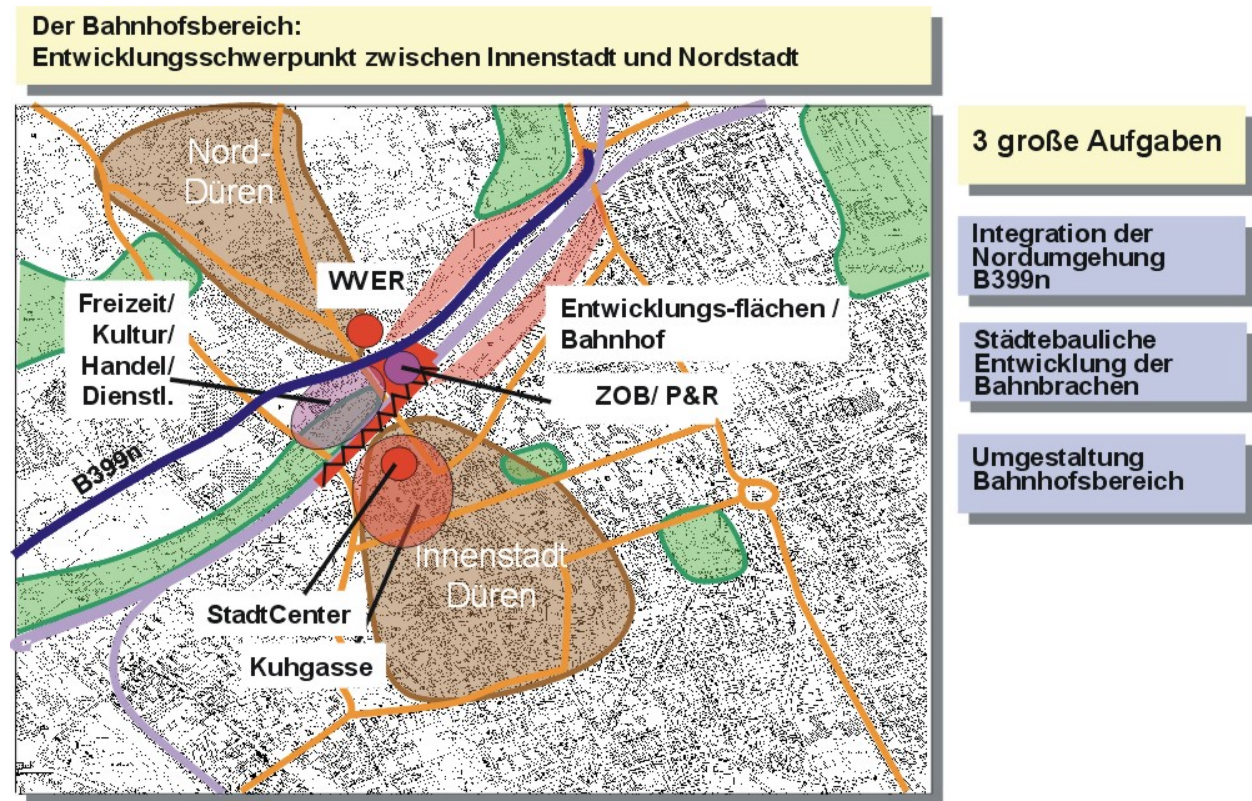 Der Bahnhofsbereich:
Entwicklungsschwerpunkt zwischen Innenstadt und Nordstadt
3 große Aufgaben
Integration der
Nordumgehung
B399n
Städtebauliche
Entwicklung der
Bahnbrachen
Umgestaltung
Bahnhofsbereich
Nord-
Düren
WVER
Freizeit/
Kultur/
Handel/
Dienstl.
Entwicklungs-flächen /
Bahnhof
ZOB/ P&R
B399n
Innenstadt
Düren
StadtCenter
Kuhgasse